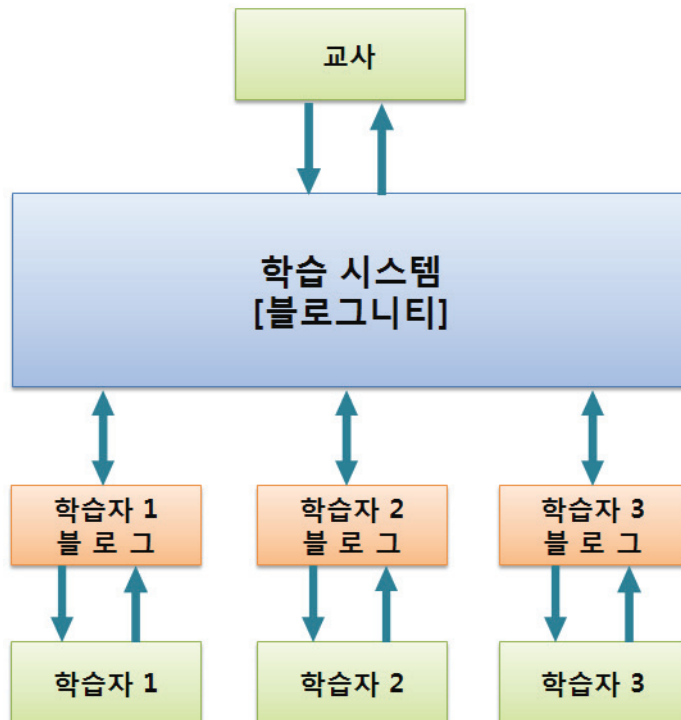 교사
학습 시스템
[블로그니티]
학습자 1
블 로 그
학습자 2
블 로 그
학습자 3
블 로 그
학습자 1
학습자 2
학습자 3